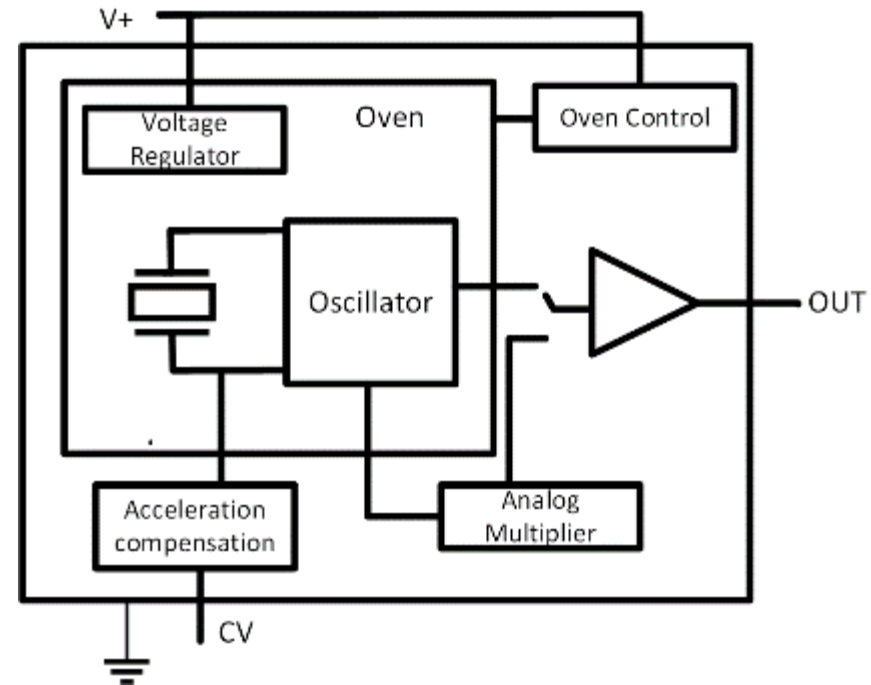 V+
Voltage
Regulator
Oven
Oven Control
Oscillator
OUT
Acceleration
compensation
Analog
Multiplier
CV